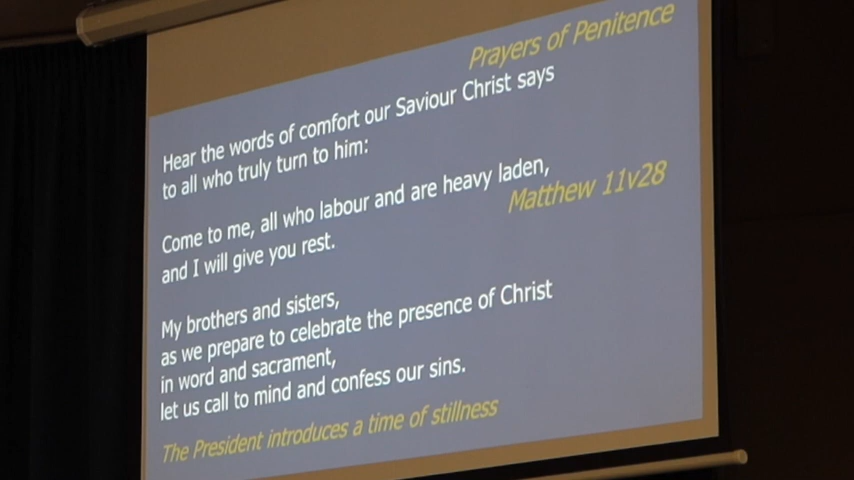 Prayers of Penitence
Hear the words of comfort our Saviour Christ says
to all who truly turn to him:
Come to me, all who labour and are heavy laden,
and I will give you rest.
Matthew 11v28
My brothers and sisters,
as we prepare to celebrate the presence of Christ
in word and sacrament,
let us call to mind and confess our sins.
The President introduces a time of stillness